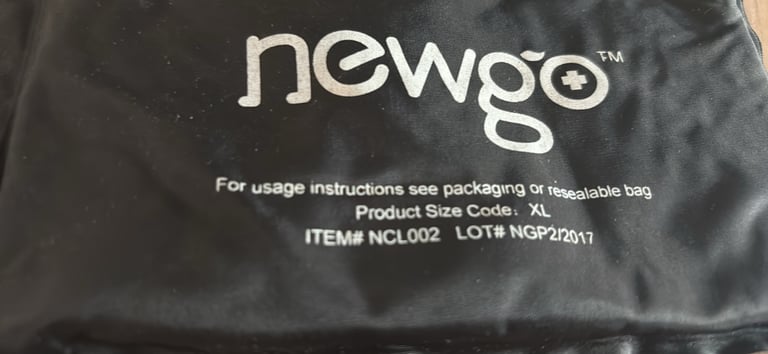 newgo™
For usage instructions see packaging or resealable bag
Product Size Code: XL
ITEM# NCL002 LOT# NGP2/2017